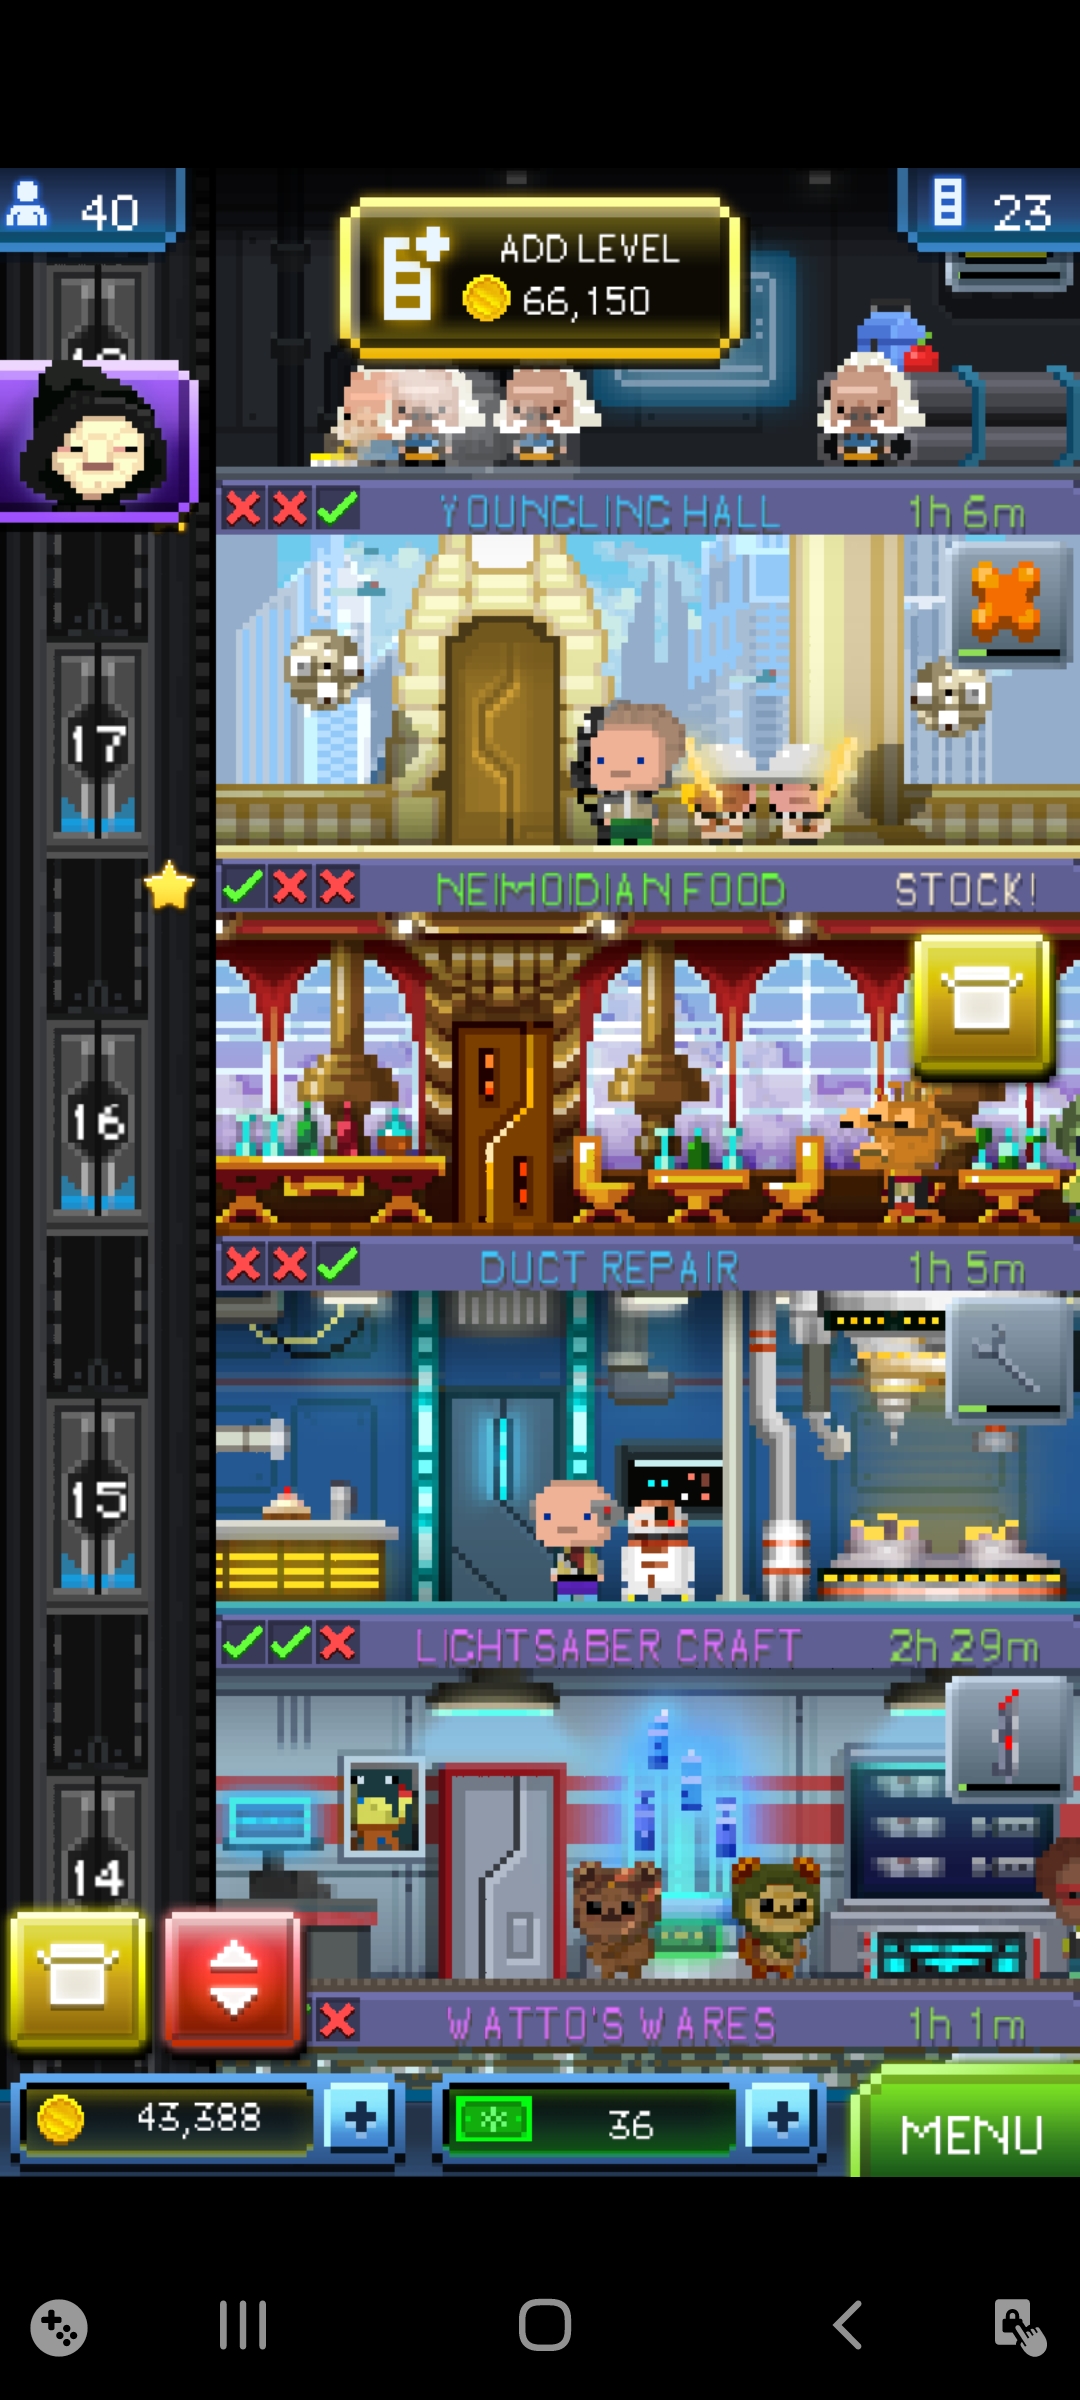 40
ADD LEVEL
66,150
23
YOUNGLING HALL 1h 6m
17
NEIMOIDIAN FOOD STOCK!
16
DUCT REPAIR 1h 5m
15
LIGHTSABER CRAFT 2h 29m
14
WATTO'S WARES 1h 1m
43,388
36
MENU